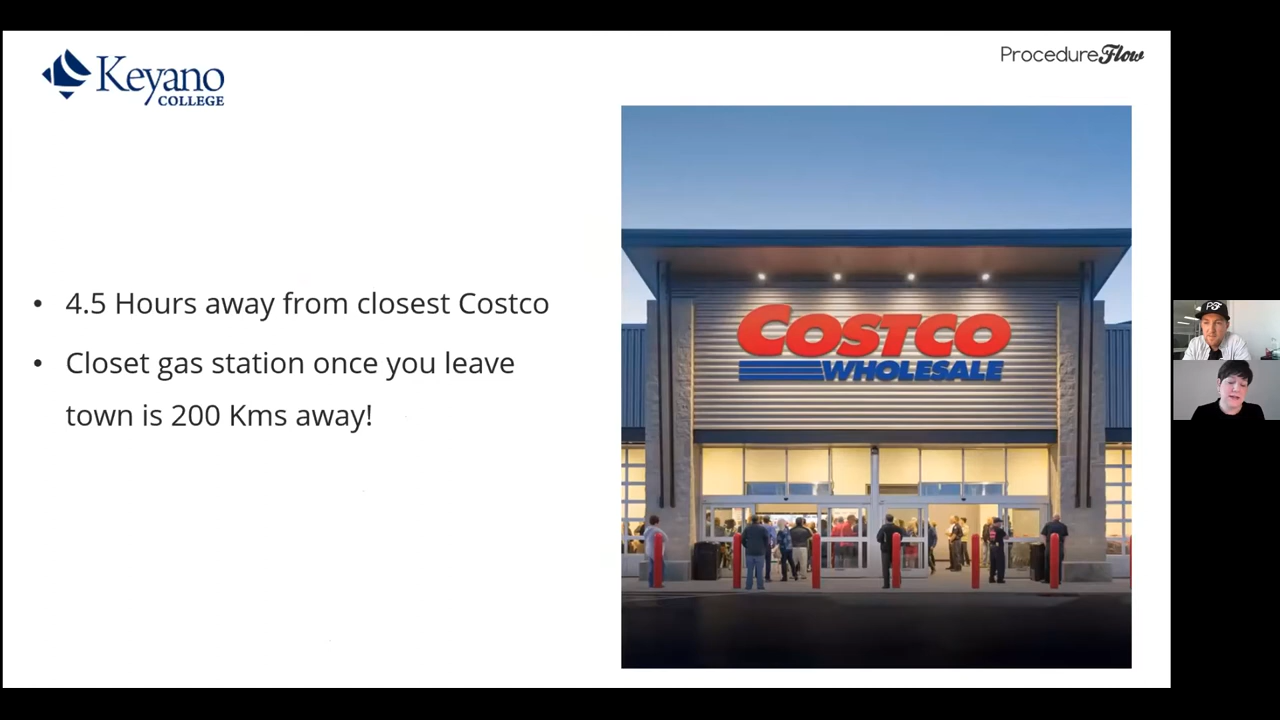 Keyano
COLLEGE
ProcedureFlow
• 4.5 Hours away from closest Costco
• Closet gas station once you leave
town is 200 Kms away!
COSTCO
WHOLESALE